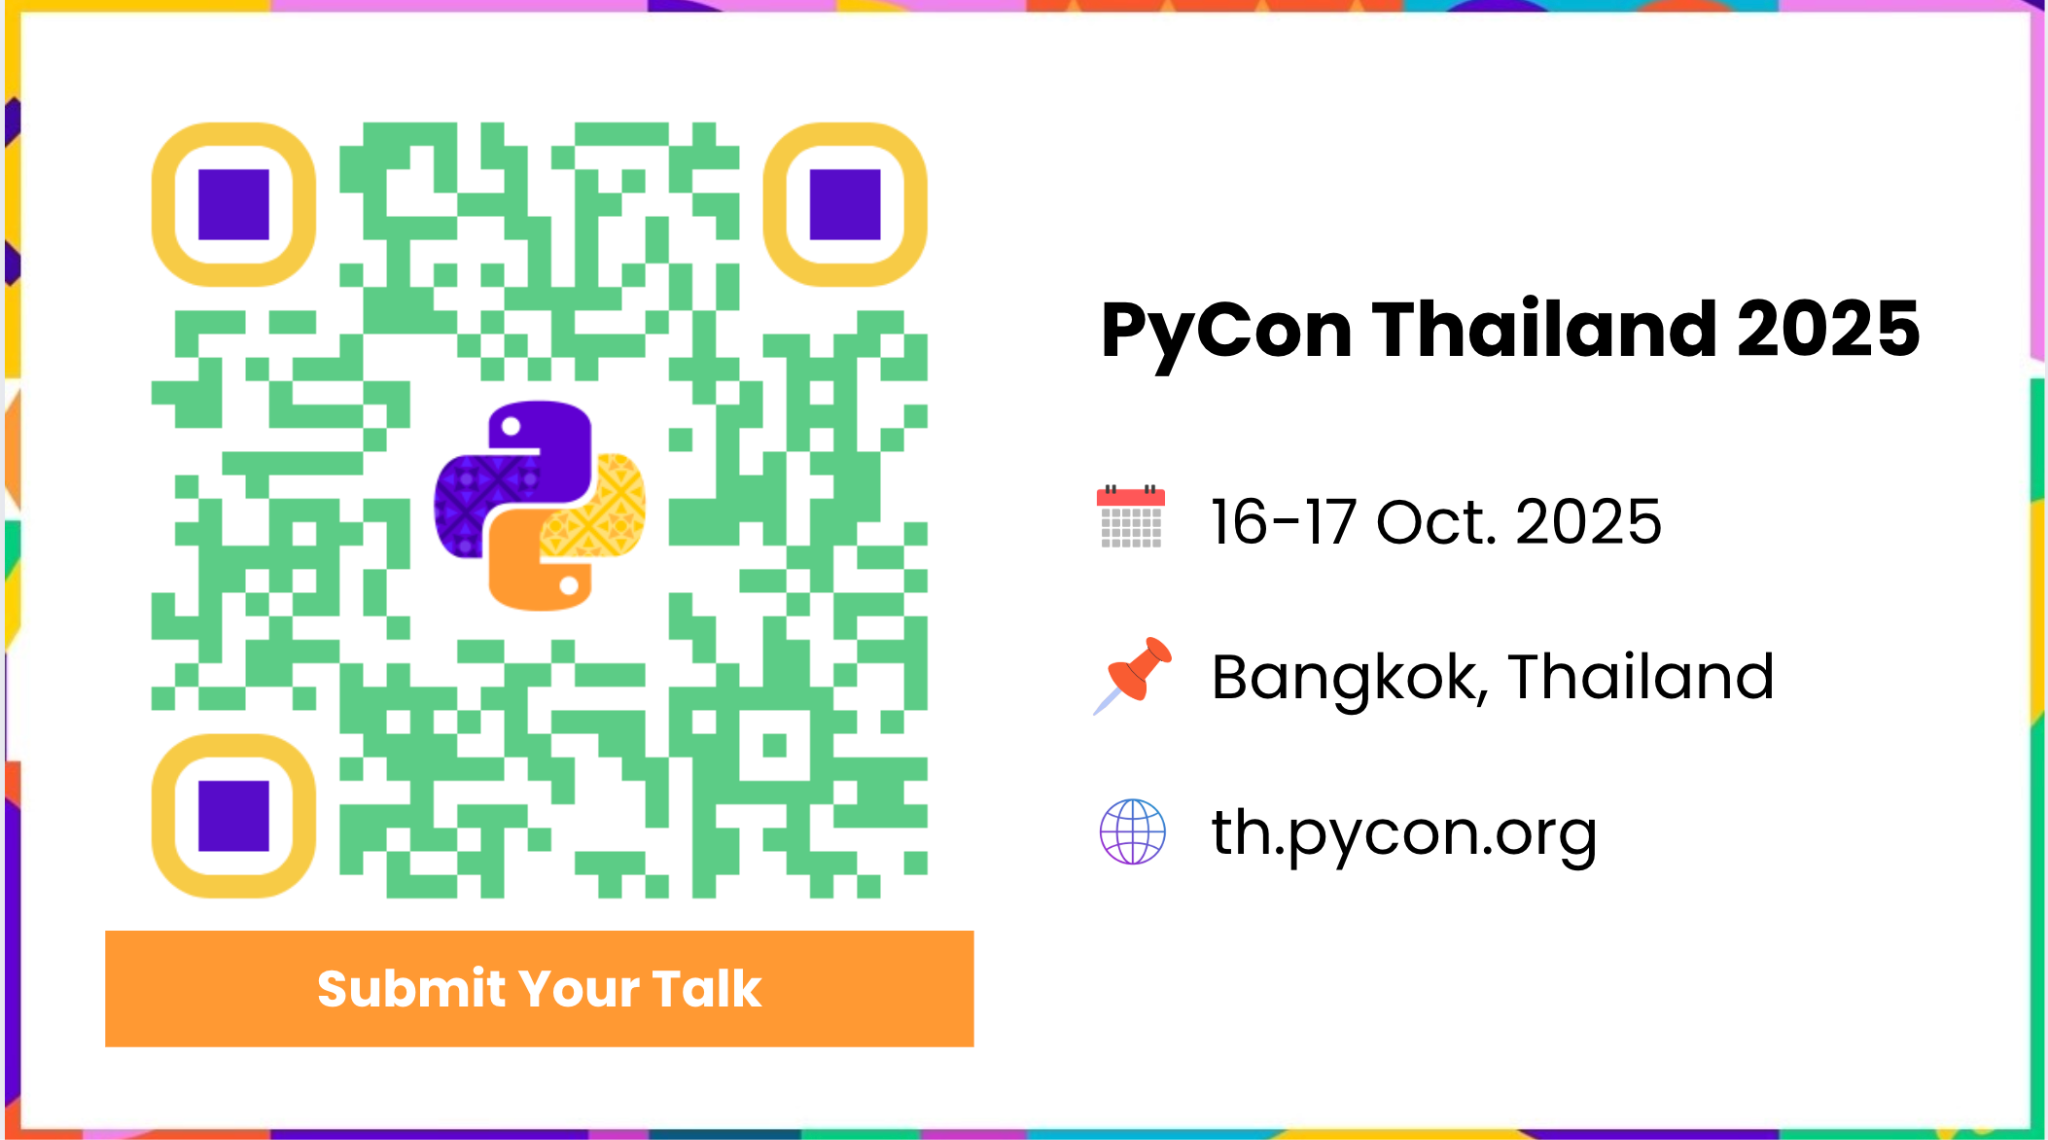 PyCon Thailand 2025
16-17 Oct. 2025
Bangkok, Thailand
th.pycon.org
Submit Your Talk